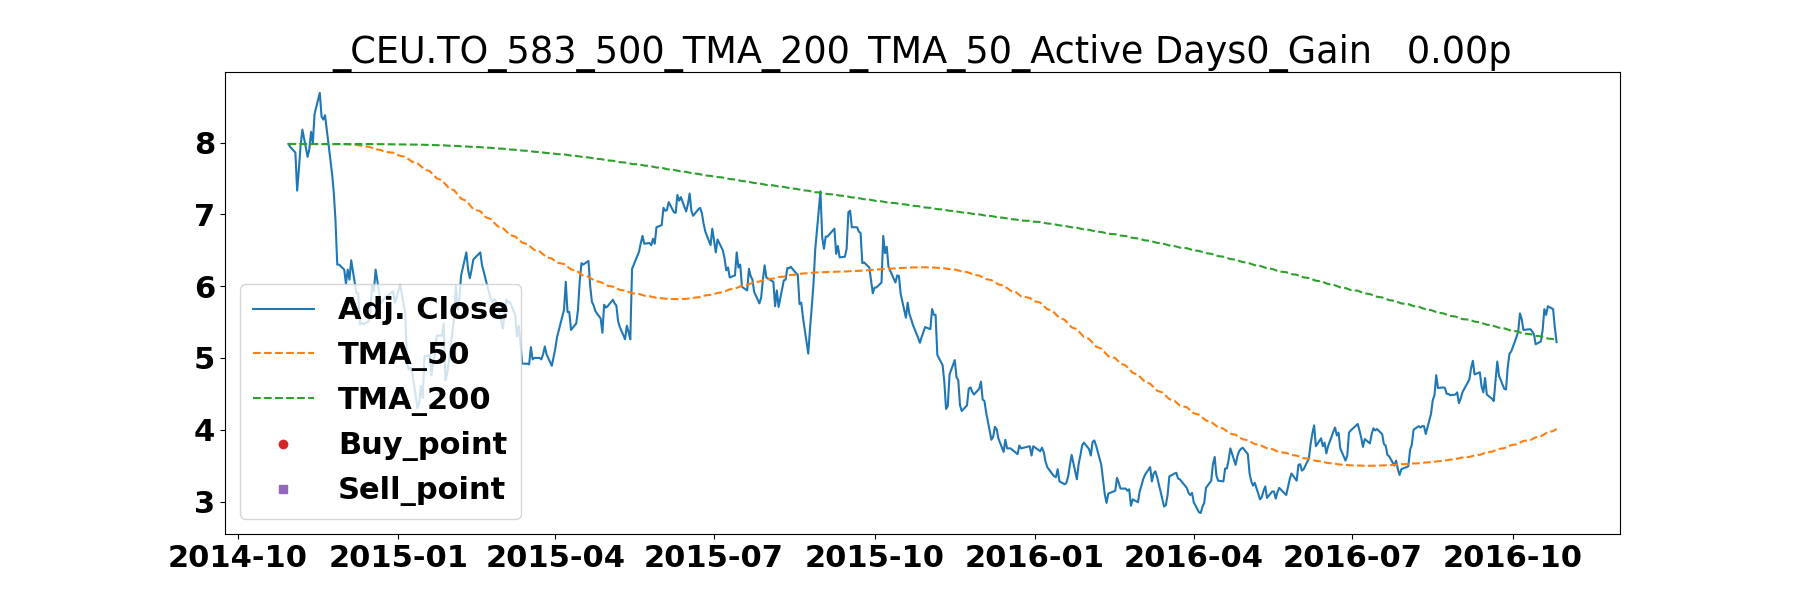 _CEU.TO_583_500_TMA_200_TMA_50_Active Days0_Gain   0.00p
8
7
6
5
4
3
Adj. Close
TMA_50
TMA_200
Buy_point
Sell_point
2014-10 2015-01 2015-04 2015-07 2015-10 2016-01 2016-04 2016-07 2016-10